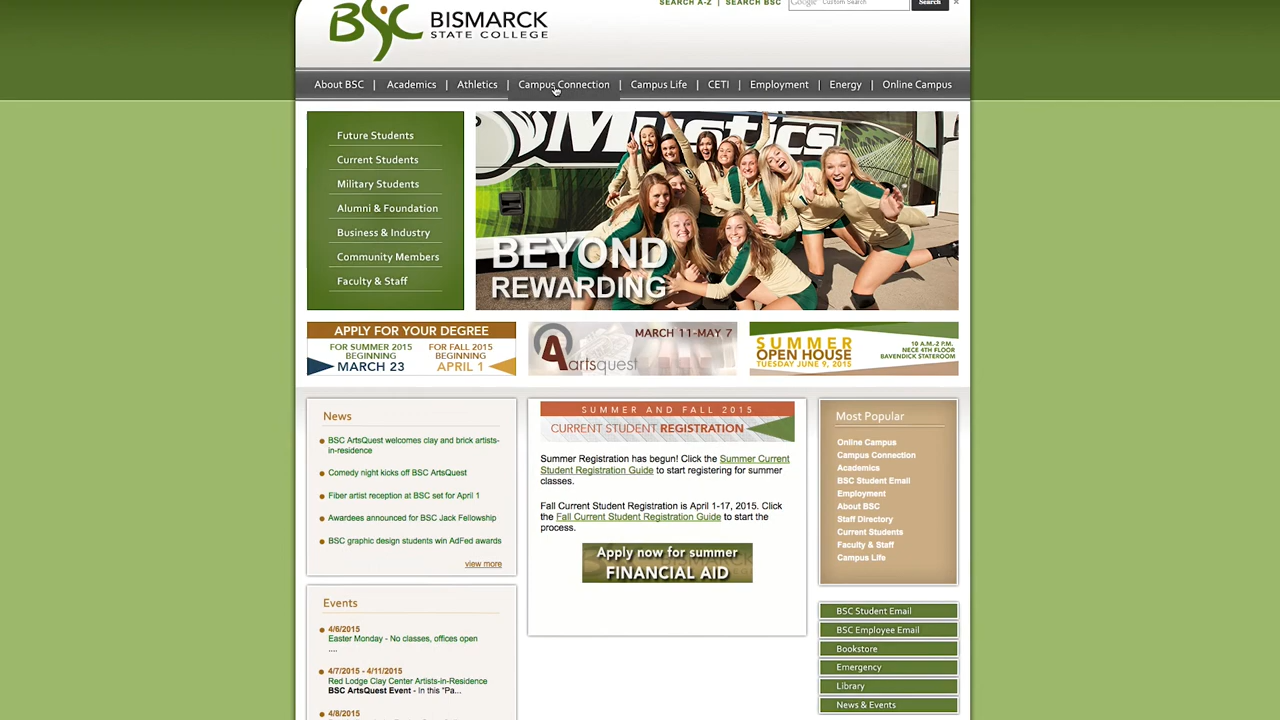 SEARCH A-Z | SEARCH BSC
Google Custom Search
Search
×
BSC BISMARCK
STATE COLLEGE
About BSC | Academics | Athletics | Campus Connection | Campus Life | CETI | Employment | Energy | Online Campus
Future Students
Current Students
Military Students
Alumni & Foundation
Business & Industry
Community Members
Faculty & Staff
Mystics
BEYOND
REWARDING
APPLY FOR YOUR DEGREE
FOR SUMMER 2015
BEGINNING
MARCH 23
FOR FALL 2015
BEGINNING
APRIL 1
MARCH 11-MAY 7
Aartsquest
SUMMER
OPEN HOUSE
TUESDAY JUNE 9, 2015
10 A.M.-2 P.M.
NECE 4TH FLOOR
BAVENDICK STATEROOM
News
BSC ArtsQuest welcomes clay and brick artists-
in-residence
Comedy night kicks off BSC ArtsQuest
Fiber artist reception at BSC set for April 1
Awardees announced for BSC Jack Fellowship
BSC graphic design students win AdFed awards
view more
Events
4/6/2015
Easter Monday - No classes, offices open
....
4/7/2015 - 4/11/2015
Red Lodge Clay Center Artists-in-Residence
BSC ArtsQuest Event - In this "Pa...
4/8/2015
SUMMER AND FALL 2015
CURRENT STUDENT REGISTRATION
Summer Registration has begun! Click the Summer Current
Student Registration Guide to start registering for summer
classes.
Fall Current Student Registration is April 1-17, 2015. Click
the Fall Current Student Registration Guide to start the
process.
Apply now for summer
FINANCIAL AID
Most Popular
Online Campus
Campus Connection
Academics
BSC Student Email
Employment
About BSC
Staff Directory
Current Students
Faculty & Staff
Campus Life
BSC Student Email
BSC Employee Email
Bookstore
Emergency
Library
News & Events